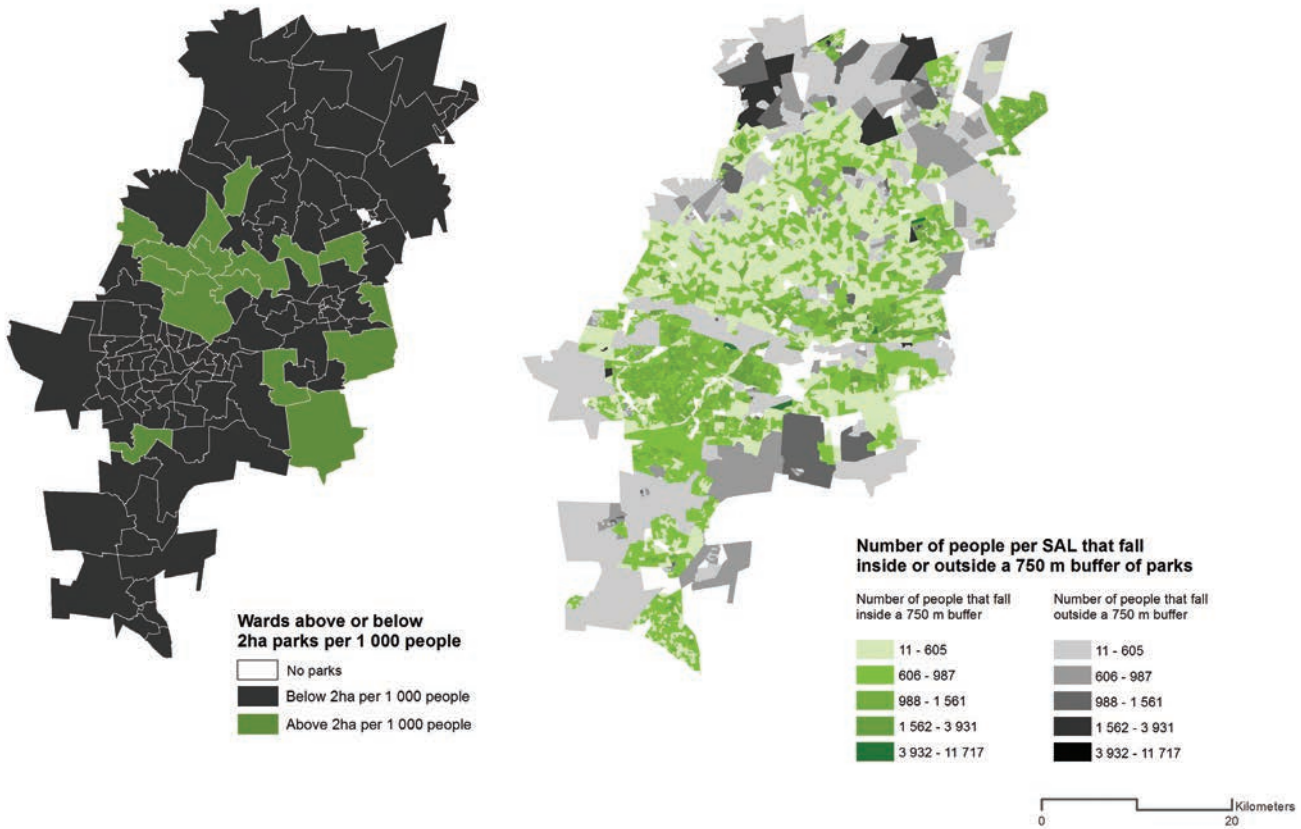 Wards above or below
2ha parks per 1 000 people
No parks
Below 2ha per 1 000 people
Above 2ha per 1 000 people
Number of people per SAL that fall
inside or outside a 750 m buffer of parks
Number of people that fall
inside a 750 m buffer
11 - 605
606 - 987
988 - 1 561
1 562 - 3 931
3 932 - 11 717
Number of people that fall
outside a 750 m buffer
11 - 605
606 - 987
988 - 1 561
1 562 - 3 931
3 932 - 11 717
Kilometers
0 20